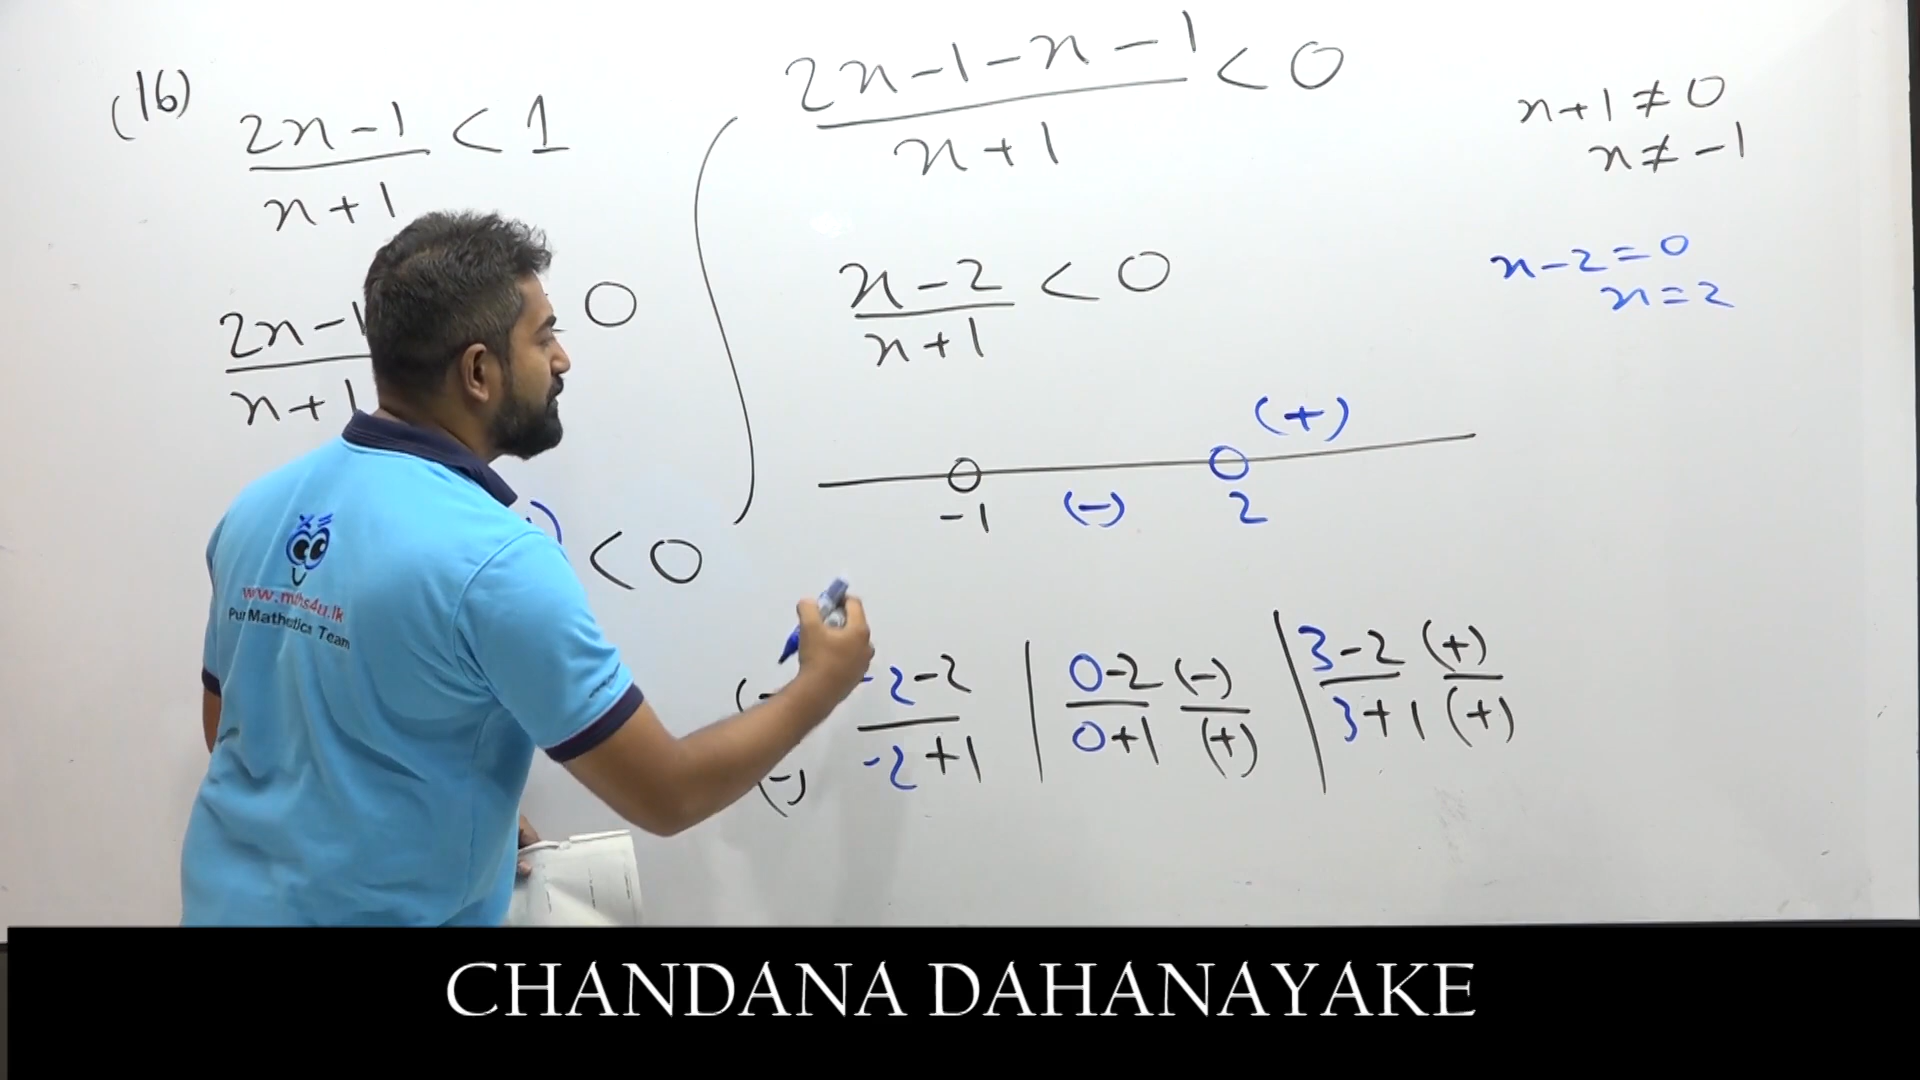 (16)
2x-1 < 1
x+1
2x-1 < 0
x+1
) < 0
2x-1-x-1 < 0
x+1
x-2 < 0
x+1
x+1 ≠ 0
x ≠ -1
x-2=0
x=2
(+)
-1 (-) 2
-2-2 | 0-2 (-) | 3-2 (+)
(-) -2+1 | 0+1 (+) | 3+1 (+)
www.maths4u.lk
Pure Mathematics Team
CHANDANA DAHANAYAKE